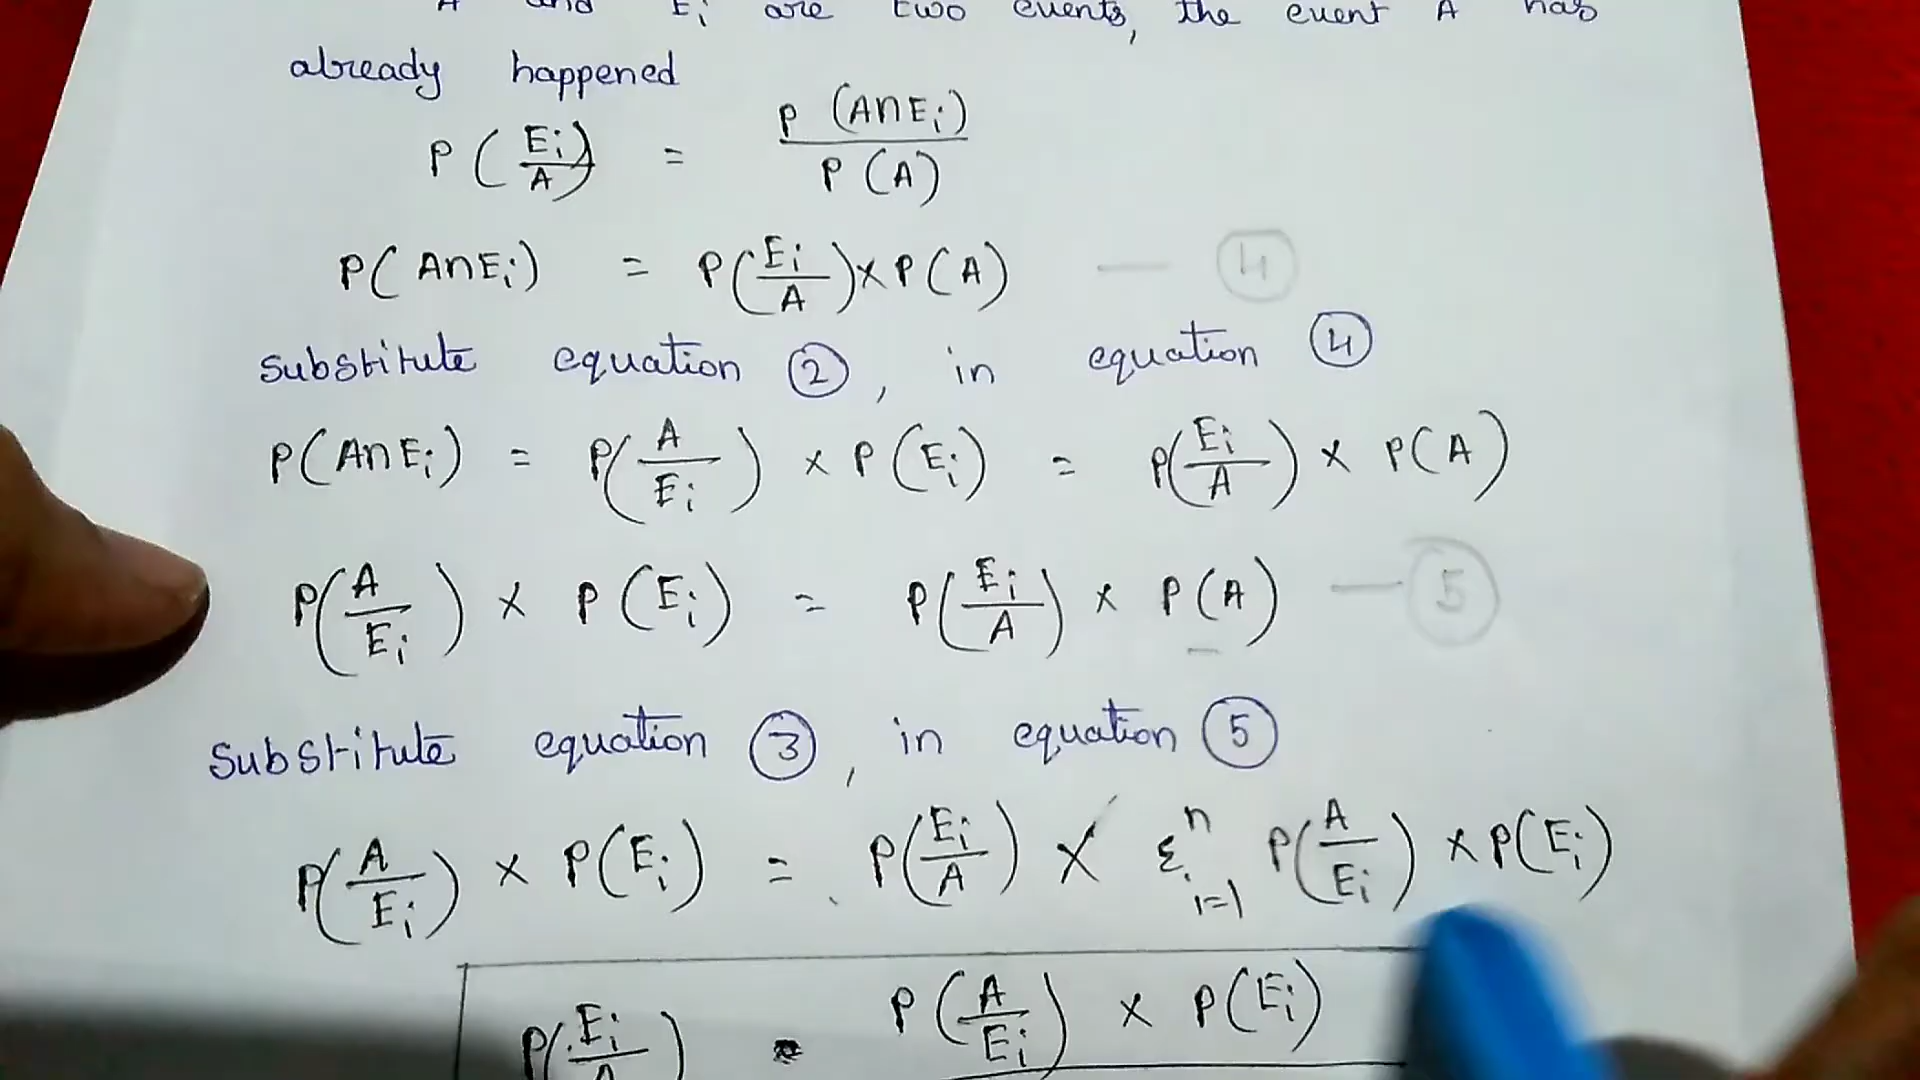 A and Ei are two events, the event A has
already happened
P(Ei/A) = P(A∩Ei)/P(A)
P(A∩Ei) = P(Ei/A) × P(A) — ④
substitute equation ②, in equation ④
P(A∩Ei) = P(A/Ei) × P(Ei) = P(Ei/A) × P(A)
P(A/Ei) × P(Ei) = P(Ei/A) × P(A) — ⑤
Substitute equation ③, in equation ⑤
P(A/Ei) × P(Ei) = P(Ei/A) × Σ i=1 n P(A/Ei) × P(Ei)
P(Ei/A) = P(A/Ei) × P(Ei)